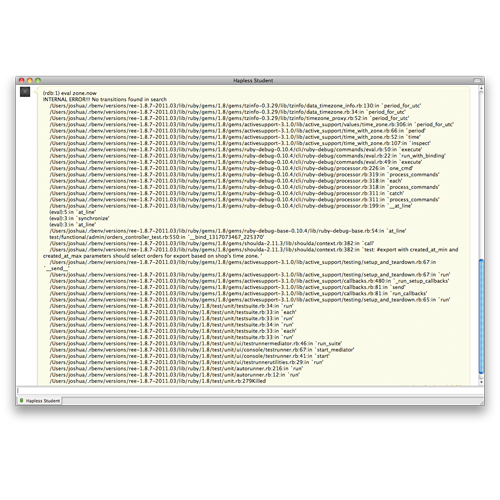 Hapless Student
(rdb:1) eval zone.now
INTERNAL ERROR!!! No transitions found in search
/Users/joshua/.rbenv/versions/ree-1.8.7-2011.03/lib/ruby/gems/1.8/gems/tzinfo-0.3.29/lib/tzinfo/data_timezone_info.rb:130:in `period_for_utc'
/Users/joshua/.rbenv/versions/ree-1.8.7-2011.03/lib/ruby/gems/1.8/gems/tzinfo-0.3.29/lib/tzinfo/data_timezone.rb:34:in `period_for_utc'
/Users/joshua/.rbenv/versions/ree-1.8.7-2011.03/lib/ruby/gems/1.8/gems/tzinfo-0.3.29/lib/tzinfo/timezone_proxy.rb:52:in `period_for_utc'
/Users/joshua/.rbenv/versions/ree-1.8.7-2011.03/lib/ruby/gems/1.8/gems/activesupport-3.1.0/lib/active_support/values/time_zone.rb:306:in `period_for_utc'
/Users/joshua/.rbenv/versions/ree-1.8.7-2011.03/lib/ruby/gems/1.8/gems/activesupport-3.1.0/lib/active_support/time_with_zone.rb:66:in `period'
/Users/joshua/.rbenv/versions/ree-1.8.7-2011.03/lib/ruby/gems/1.8/gems/activesupport-3.1.0/lib/active_support/time_with_zone.rb:52:in `time'
/Users/joshua/.rbenv/versions/ree-1.8.7-2011.03/lib/ruby/gems/1.8/gems/activesupport-3.1.0/lib/active_support/time_with_zone.rb:107:in `inspect'
/Users/joshua/.rbenv/versions/ree-1.8.7-2011.03/lib/ruby/gems/1.8/gems/ruby-debug-0.10.4/cli/ruby-debug/commands/eval.rb:22:in `run_with_binding'
/Users/joshua/.rbenv/versions/ree-1.8.7-2011.03/lib/ruby/gems/1.8/gems/ruby-debug-0.10.4/cli/ruby-debug/commands/eval.rb:49:in `execute'
/Users/joshua/.rbenv/versions/ree-1.8.7-2011.03/lib/ruby/gems/1.8/gems/ruby-debug-0.10.4/cli/ruby-debug/processor.rb:226:in `one_cmd'
/Users/joshua/.rbenv/versions/ree-1.8.7-2011.03/lib/ruby/gems/1.8/gems/ruby-debug-0.10.4/cli/ruby-debug/processor.rb:319:in `process_commands'
/Users/joshua/.rbenv/versions/ree-1.8.7-2011.03/lib/ruby/gems/1.8/gems/ruby-debug-0.10.4/cli/ruby-debug/processor.rb:318:in `each'
/Users/joshua/.rbenv/versions/ree-1.8.7-2011.03/lib/ruby/gems/1.8/gems/ruby-debug-0.10.4/cli/ruby-debug/processor.rb:318:in `process_commands'
/Users/joshua/.rbenv/versions/ree-1.8.7-2011.03/lib/ruby/gems/1.8/gems/ruby-debug-0.10.4/cli/ruby-debug/processor.rb:311:in `catch'
/Users/joshua/.rbenv/versions/ree-1.8.7-2011.03/lib/ruby/gems/1.8/gems/ruby-debug-0.10.4/cli/ruby-debug/processor.rb:311:in `process_commands'
/Users/joshua/.rbenv/versions/ree-1.8.7-2011.03/lib/ruby/gems/1.8/gems/ruby-debug-0.10.4/cli/ruby-debug/processor.rb:199:in `__at_line'
(eval):5:in `at_line'
(eval):3:in `synchronize'
(eval):3:in `at_line'
/Users/joshua/.rbenv/versions/ree-1.8.7-2011.03/lib/ruby/gems/1.8/gems/ruby-debug-base-0.10.4/lib/ruby-debug-base.rb:54:in `at_line'
test/functional/admin/orders_controller_test.rb:550:in `__bind_1317073467_225370'
/Users/joshua/.rbenv/versions/ree-1.8.7-2011.03/lib/ruby/gems/1.8/gems/shoulda-2.11.3/lib/shoulda/context.rb:382:in `call'
/Users/joshua/.rbenv/versions/ree-1.8.7-2011.03/lib/ruby/gems/1.8/gems/shoulda-2.11.3/lib/shoulda/context.rb:382:in `test: #export with created_at_min and
created_at_max parameters should select orders for export based on shop's time zone. '
/Users/joshua/.rbenv/versions/ree-1.8.7-2011.03/lib/ruby/gems/1.8/gems/activesupport-3.1.0/lib/active_support/testing/setup_and_teardown.rb:67:in
`__send__'
/Users/joshua/.rbenv/versions/ree-1.8.7-2011.03/lib/ruby/gems/1.8/gems/activesupport-3.1.0/lib/active_support/testing/setup_and_teardown.rb:67:in `run'
/Users/joshua/.rbenv/versions/ree-1.8.7-2011.03/lib/ruby/gems/1.8/gems/activesupport-3.1.0/lib/active_support/callbacks.rb:480:in `_run_setup_callbacks'
/Users/joshua/.rbenv/versions/ree-1.8.7-2011.03/lib/ruby/gems/1.8/gems/activesupport-3.1.0/lib/active_support/callbacks.rb:81:in `send'
/Users/joshua/.rbenv/versions/ree-1.8.7-2011.03/lib/ruby/gems/1.8/gems/activesupport-3.1.0/lib/active_support/callbacks.rb:81:in `run_callbacks'
/Users/joshua/.rbenv/versions/ree-1.8.7-2011.03/lib/ruby/gems/1.8/gems/activesupport-3.1.0/lib/active_support/testing/setup_and_teardown.rb:65:in `run'
/Users/joshua/.rbenv/versions/ree-1.8.7-2011.03/lib/ruby/1.8/test/unit/testsuite.rb:34:in `run'
/Users/joshua/.rbenv/versions/ree-1.8.7-2011.03/lib/ruby/1.8/test/unit/testsuite.rb:33:in `each'
/Users/joshua/.rbenv/versions/ree-1.8.7-2011.03/lib/ruby/1.8/test/unit/testsuite.rb:33:in `run'
/Users/joshua/.rbenv/versions/ree-1.8.7-2011.03/lib/ruby/1.8/test/unit/testsuite.rb:34:in `run'
/Users/joshua/.rbenv/versions/ree-1.8.7-2011.03/lib/ruby/1.8/test/unit/testsuite.rb:33:in `each'
/Users/joshua/.rbenv/versions/ree-1.8.7-2011.03/lib/ruby/1.8/test/unit/testsuite.rb:33:in `run'
/Users/joshua/.rbenv/versions/ree-1.8.7-2011.03/lib/ruby/1.8/test/unit/ui/testrunnermediator.rb:46:in `run_suite'
/Users/joshua/.rbenv/versions/ree-1.8.7-2011.03/lib/ruby/1.8/test/unit/ui/console/testrunner.rb:67:in `start_mediator'
/Users/joshua/.rbenv/versions/ree-1.8.7-2011.03/lib/ruby/1.8/test/unit/ui/console/testrunner.rb:41:in `start'
/Users/joshua/.rbenv/versions/ree-1.8.7-2011.03/lib/ruby/1.8/test/unit/ui/testrunnerutilities.rb:29:in `run'
/Users/joshua/.rbenv/versions/ree-1.8.7-2011.03/lib/ruby/1.8/test/unit/autorunner.rb:216:in `run'
/Users/joshua/.rbenv/versions/ree-1.8.7-2011.03/lib/ruby/1.8/test/unit/autorunner.rb:12:in `run'
/Users/joshua/.rbenv/versions/ree-1.8.7-2011.03/lib/ruby/1.8/test/unit.rb:279Killed
Hapless Student